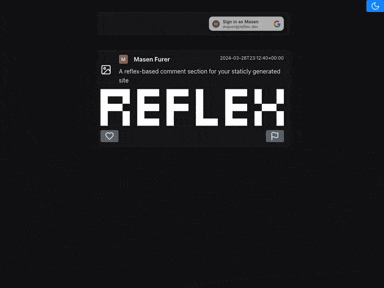 Sign in as Masen
M
Masen Furer
2024-03-26T23:12:40+00:00
A reflex-based comment section for your staticly generated
site
REFLEX